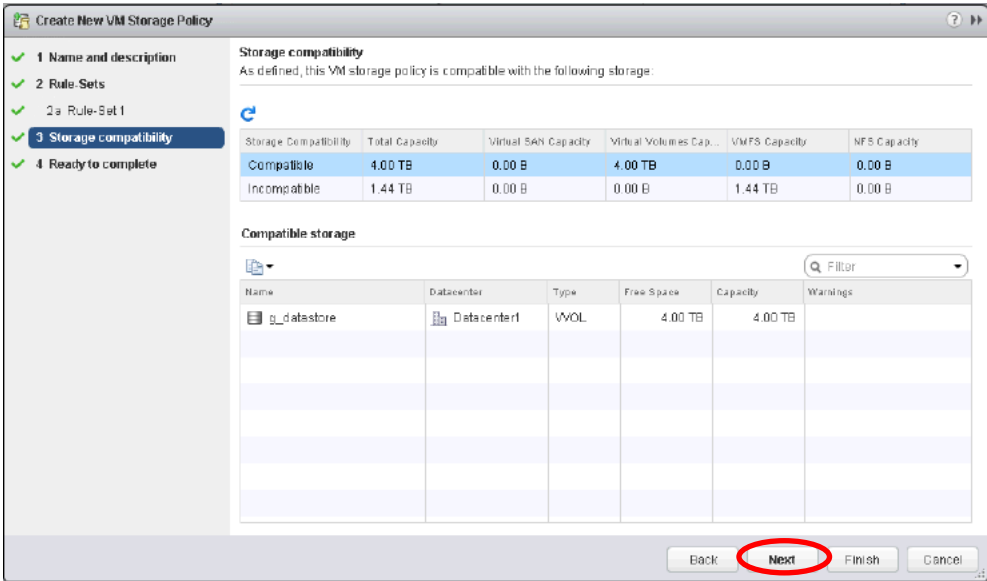 Create New VM Storage Policy
1 Name and description
2 Rule-Sets
2a Rule-Set 1
3 Storage compatibility
4 Ready to complete
Storage compatibility
As defined, this VM storage policy is compatible with the following storage:
Storage Compatibility Total Capacity Virtual SAN Capacity Virtual Volumes Cap... VMFS Capacity NFS Capacity
Compatible 4.00 TB 0.00 B 4.00 TB 0.00 B 0.00 B
Incompatible 1.44 TB 0.00 B 0.00 B 1.44 TB 0.00 B
Compatible storage
Filter
Name Datacenter Type Free Space Capacity Warnings
g_datastore Datacenter1 VVOL 4.00 TB 4.00 TB
Back Next Finish Cancel